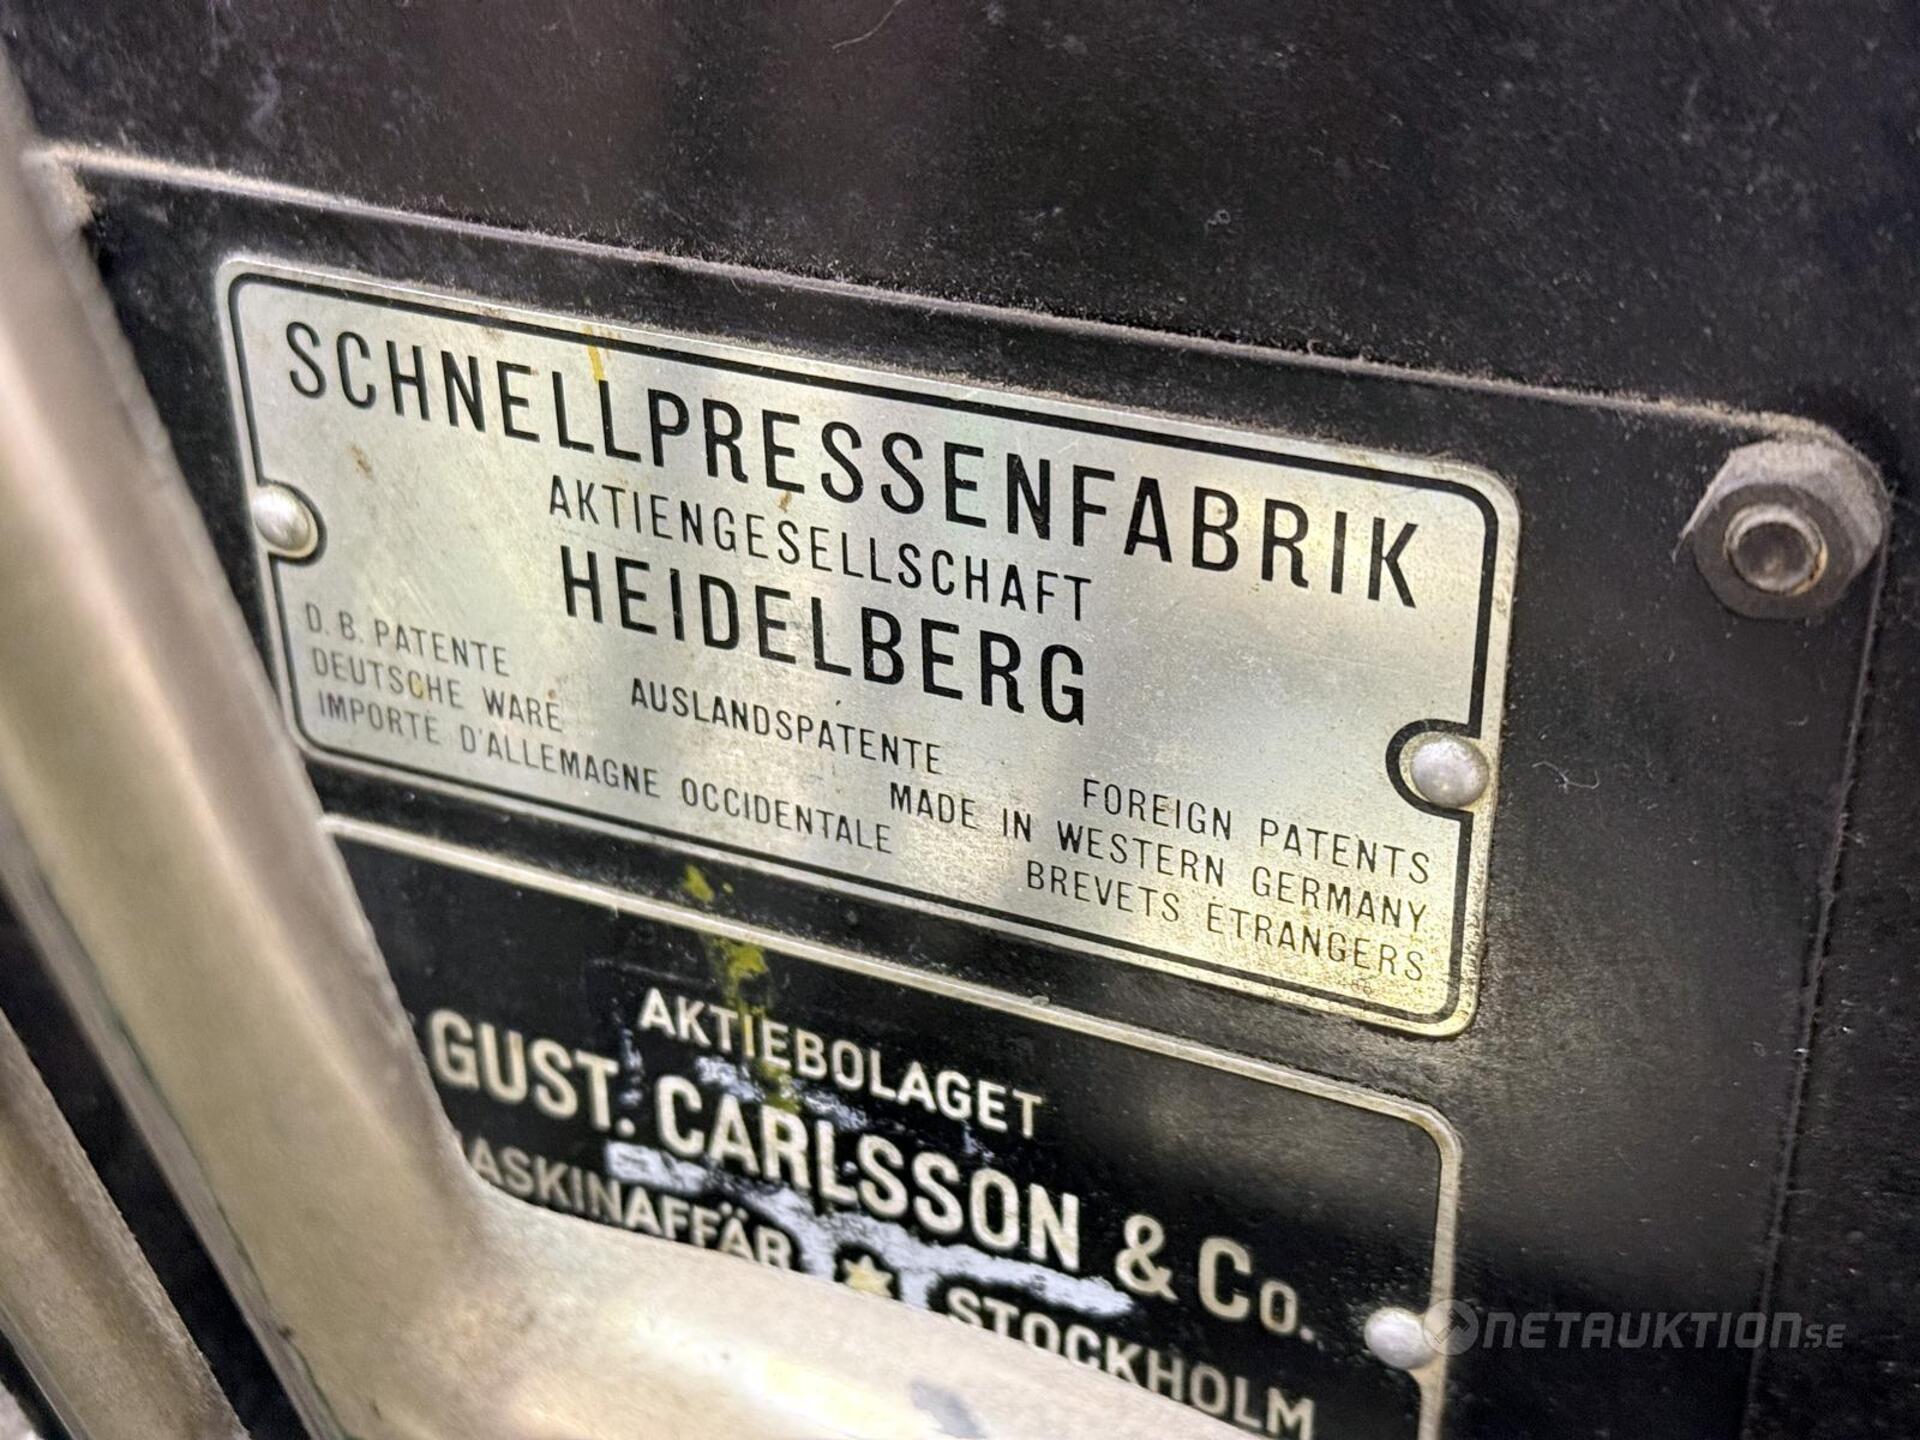 SCHNELLPRESSENFABRIK
AKTIENGESELLSCHAFT
HEIDELBERG
D. B. PATENTE AUSLANDSPATENTE FOREIGN PATENTS
DEUTSCHE WARE MADE IN WESTERN GERMANY
IMPORTE D'ALLEMAGNE OCCIDENTALE BREVETS ETRANGERS
AKTIEBOLAGET
GUST. CARLSSON & Co.
ASKINAFFÄR ★ STOCKHOLM
NETAUKTION.SE